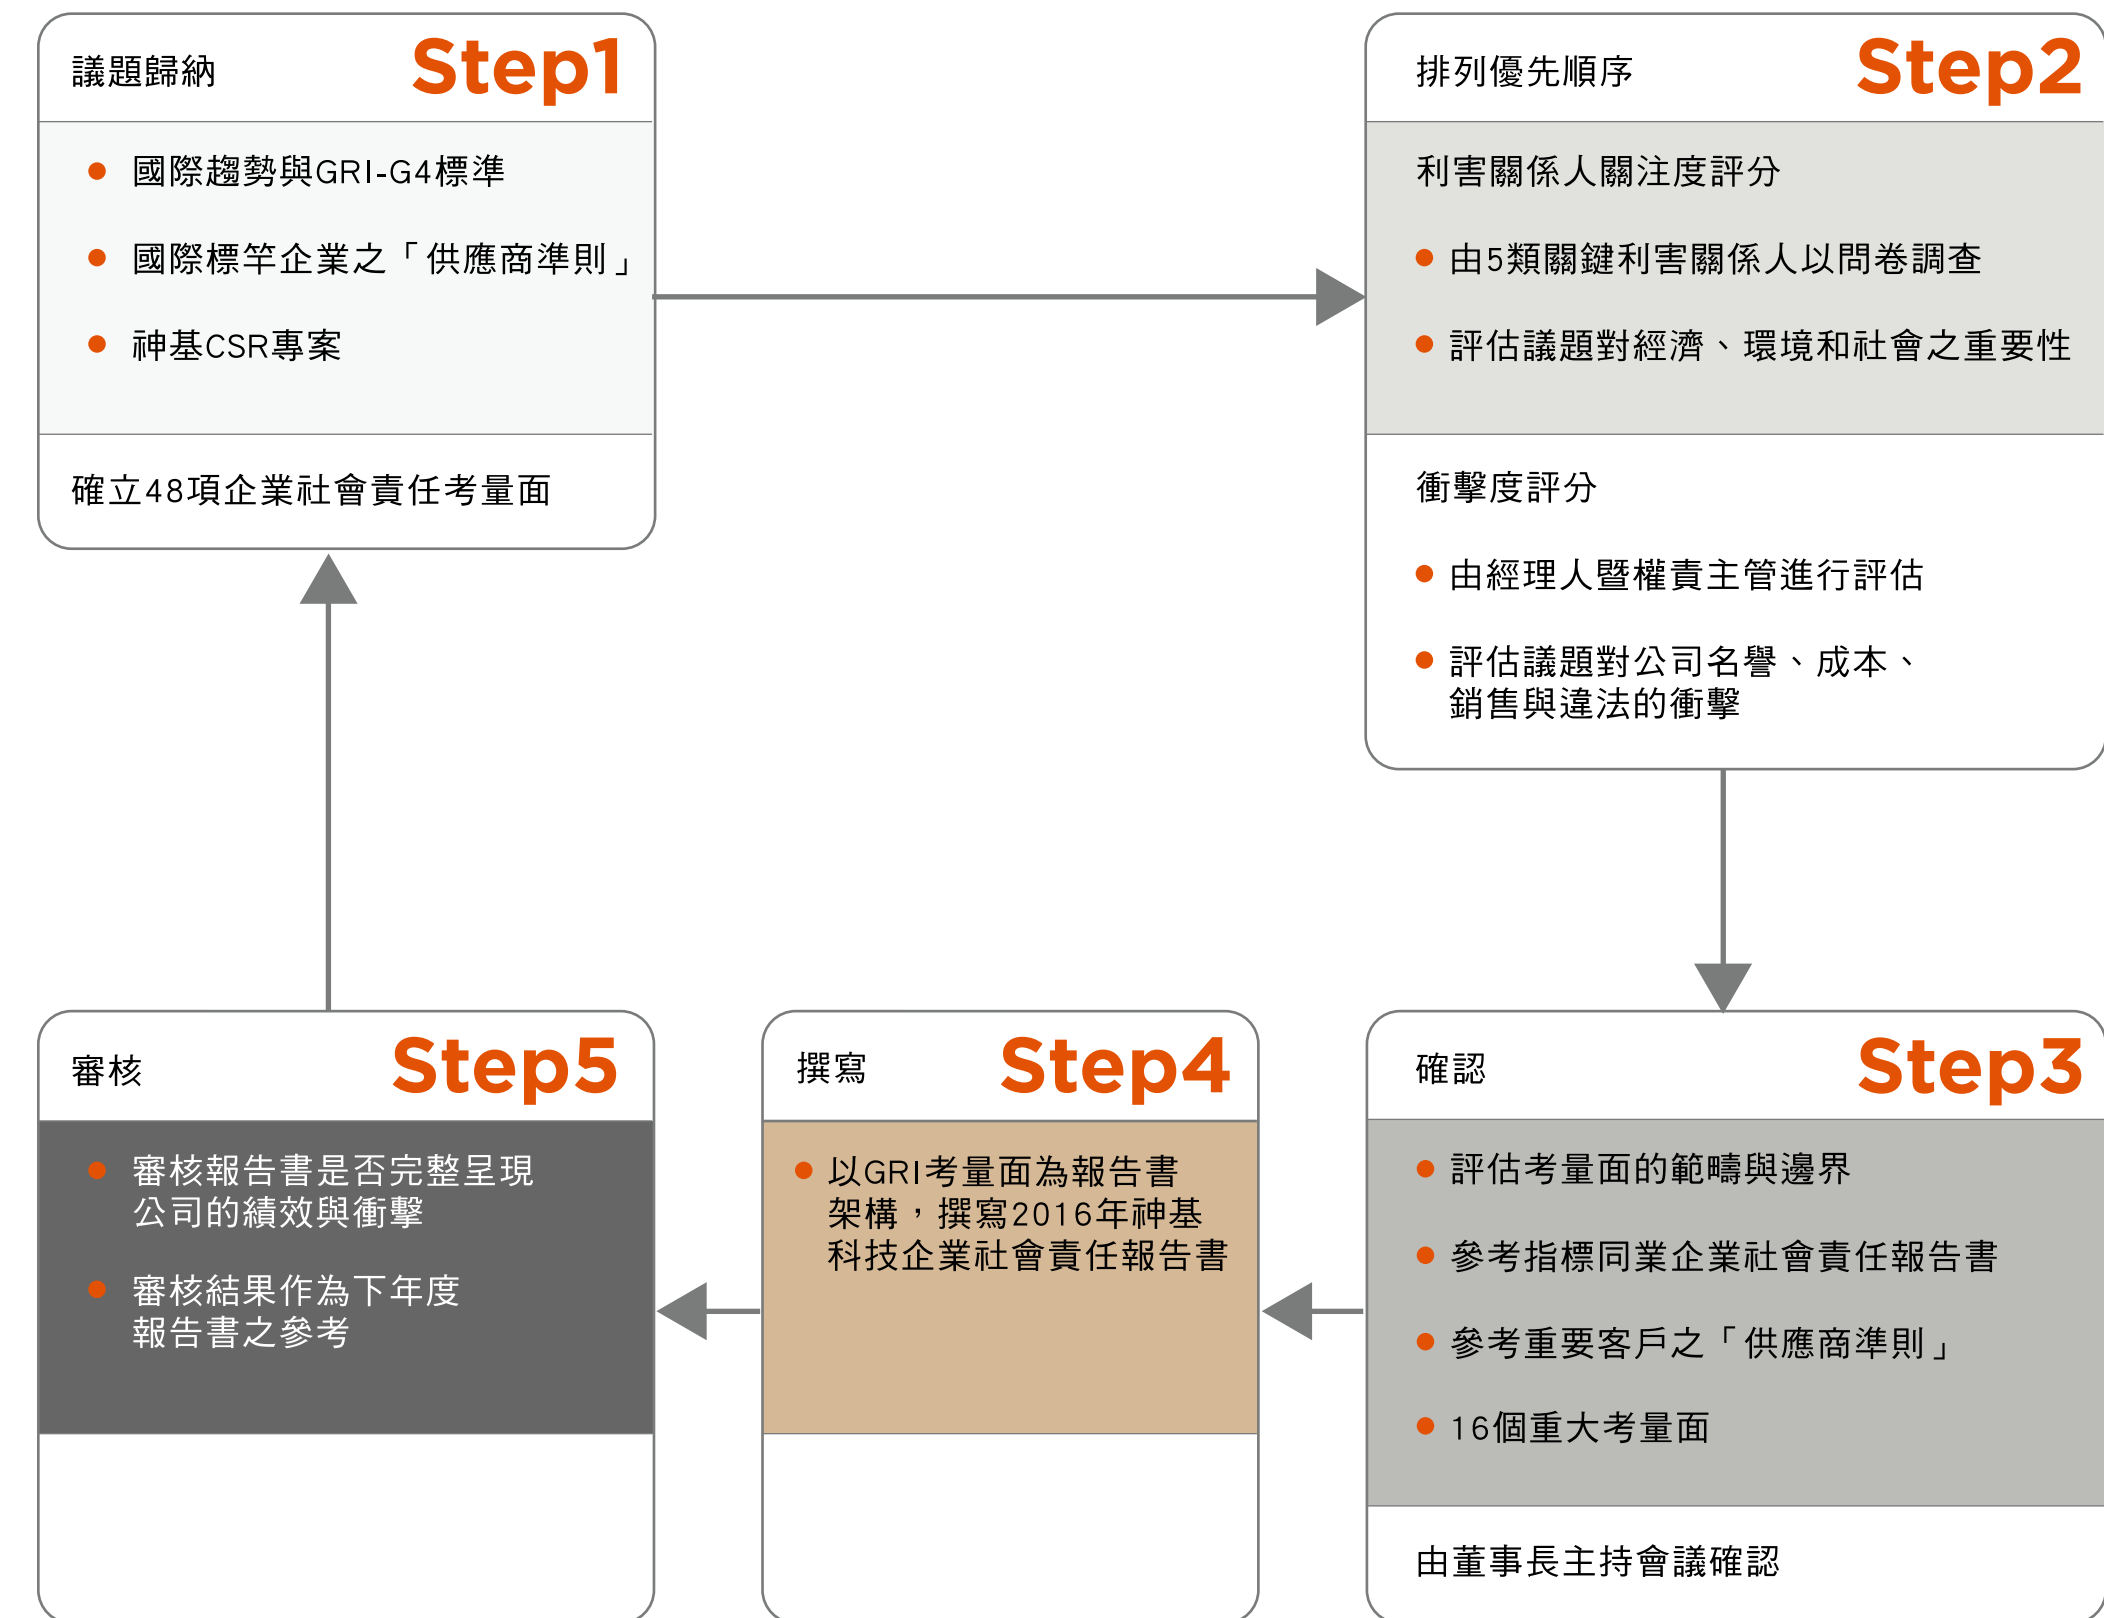 議題歸納
Step1
國際趨勢與GRI-G4標準
國際標竿企業之「供應商準則」
神基CSR專案
確立48項企業社會責任考量面
排列優先順序
Step2
利害關係人關注度評分
由5類關鍵利害關係人以問卷調查
評估議題對經濟、環境和社會之重要性
衝擊度評分
由經理人暨權責主管進行評估
評估議題對公司名譽、成本、
銷售與違法的衝擊
確認
Step3
評估考量面的範疇與邊界
參考指標同業企業社會責任報告書
參考重要客戶之「供應商準則」
16個重大考量面
由董事長主持會議確認
撰寫
Step4
以GRI考量面為報告書
架構，撰寫2016年神基
科技企業社會責任報告書
審核
Step5
審核報告書是否完整呈現
公司的績效與衝擊
審核結果作為下年度
報告書之參考